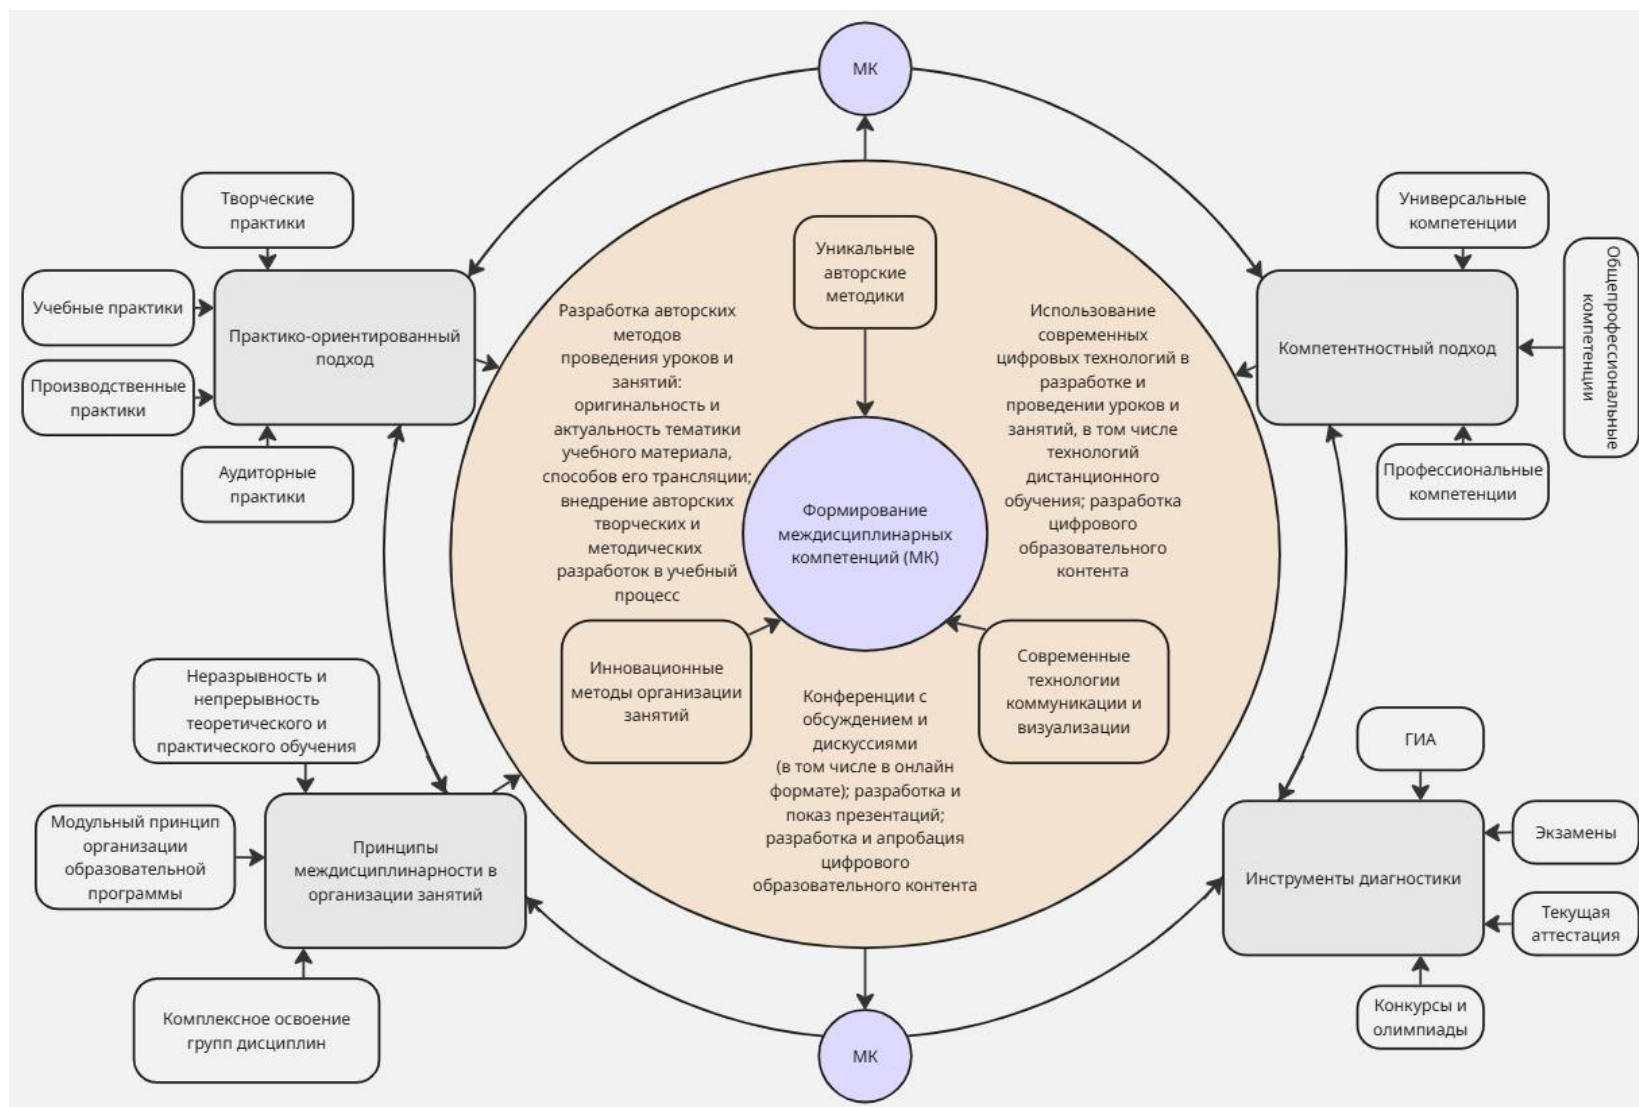 МК
Творческие
практики
Учебные практики
Практико-ориентированный
подход
Производственные
практики
Аудиторные
практики
Уникальные
авторские
методики
Разработка авторских
методов
проведения уроков и
занятий:
оригинальность и
актуальность тематики
учебного материала,
способов его трансляции;
внедрение авторских
творческих и
методических
разработок в учебный
процесс
Использование
современных
цифровых технологий в
разработке и
проведении уроков и
занятий, в том числе
технологий
дистанционного
обучения; разработка
цифрового
образовательного
контента
Универсальные
компетенции
Общепрофессиональные
компетенции
Компетентностный подход
Профессиональные
компетенции
Формирование
междисциплинарных
компетенций (МК)
Инновационные
методы организации
занятий
Современные
технологии
коммуникации и
визуализации
Конференции с
обсуждением и
дискуссиями
(в том числе в онлайн
формате); разработка и
показ презентаций;
разработка и апробация
цифрового
образовательного контента
Неразрывность и
непрерывность
теоретического и
практического обучения
Модульный принцип
организации
образовательной
программы
Принципы
междисциплинарности в
организации занятий
Комплексное освоение
групп дисциплин
ГИА
Экзамены
Инструменты диагностики
Текущая
аттестация
Конкурсы и
олимпиады
МК